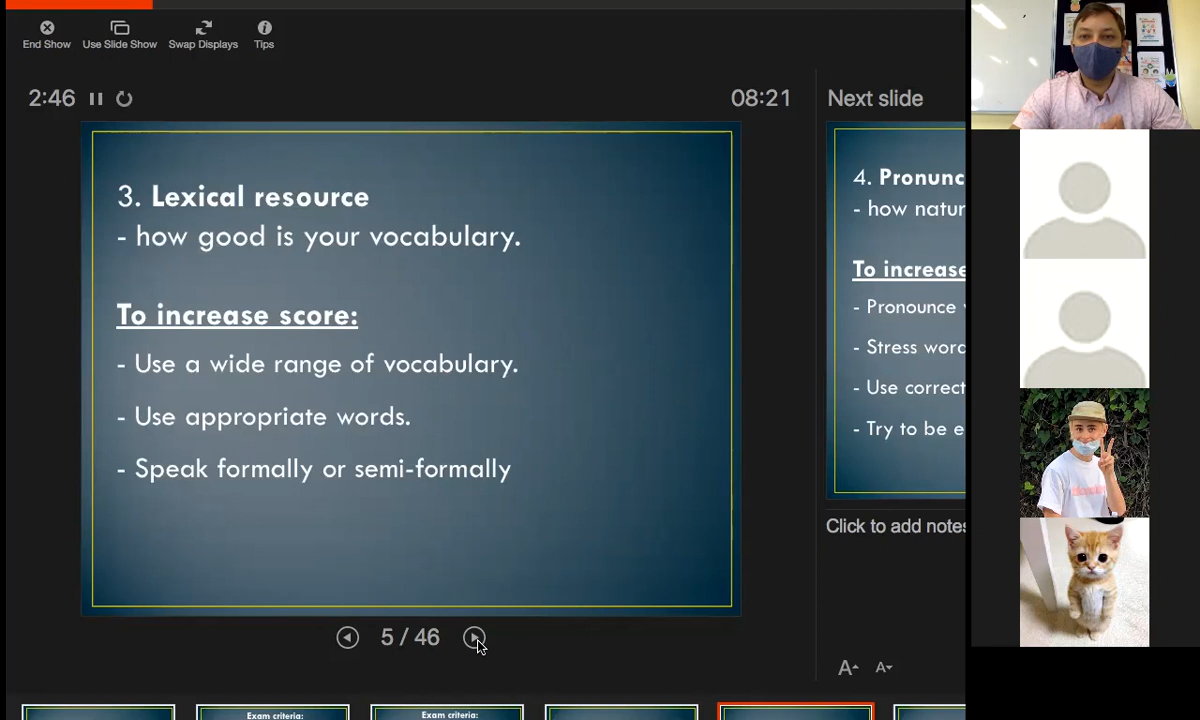 End Show
Use Slide Show
Swap Displays
Tips
2:46
08:21
Next slide
3. Lexical resource
- how good is your vocabulary.
To increase score:
- Use a wide range of vocabulary.
- Use appropriate words.
- Speak formally or semi-formally
4. Pronunc
- how natur
To increase
- Pronounce
- Stress word
- Use correct
- Try to be e
Click to add notes
5 / 46
A
A
Exam criteria:
Exam criteria: